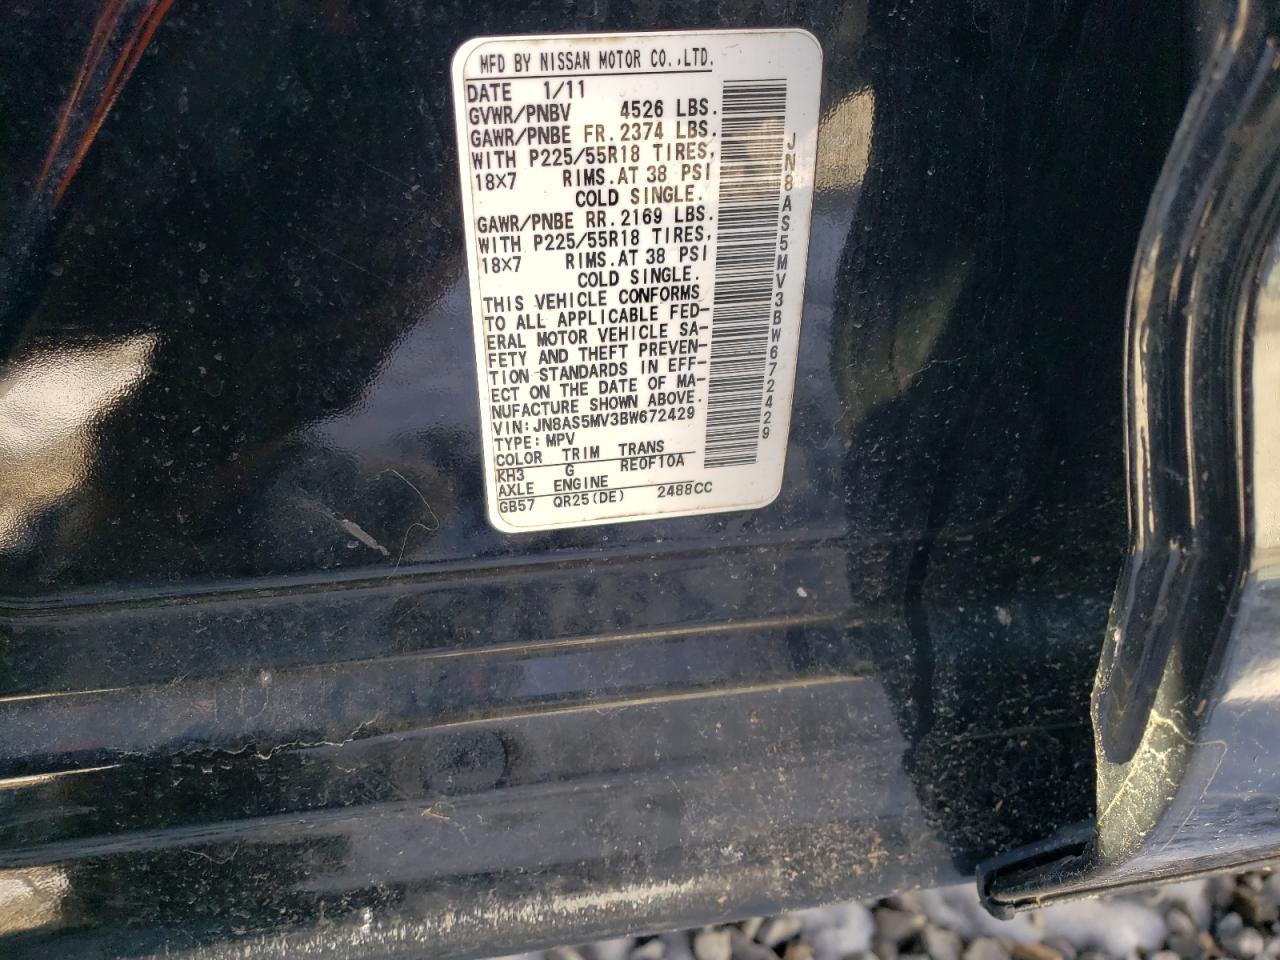 MFD BY NISSAN MOTOR CO.,LTD.
DATE 1/11
GVWR/PNBV 4526 LBS.
GAWR/PNBE FR. 2374 LBS.
WITH P225/55R18 TIRES,
18×7 RIMS. AT 38 PSI
COLD SINGLE.
GAWR/PNBE RR. 2169 LBS.
WITH P225/55R18 TIRES,
18×7 RIMS. AT 38 PSI
COLD SINGLE.
THIS VEHICLE CONFORMS
TO ALL APPLICABLE FED-
ERAL MOTOR VEHICLE SA-
FETY AND THEFT PREVEN-
TION STANDARDS IN EFF-
ECT ON THE DATE OF MA-
NUFACTURE SHOWN ABOVE.
VIN: JN8AS5MV3BW672429
TYPE: MPV
COLOR TRIM TRANS
KH3 G RE0F10A
AXLE ENGINE
GB57 QR25(DE) 2488CC
JN8AS5MV3BW672429